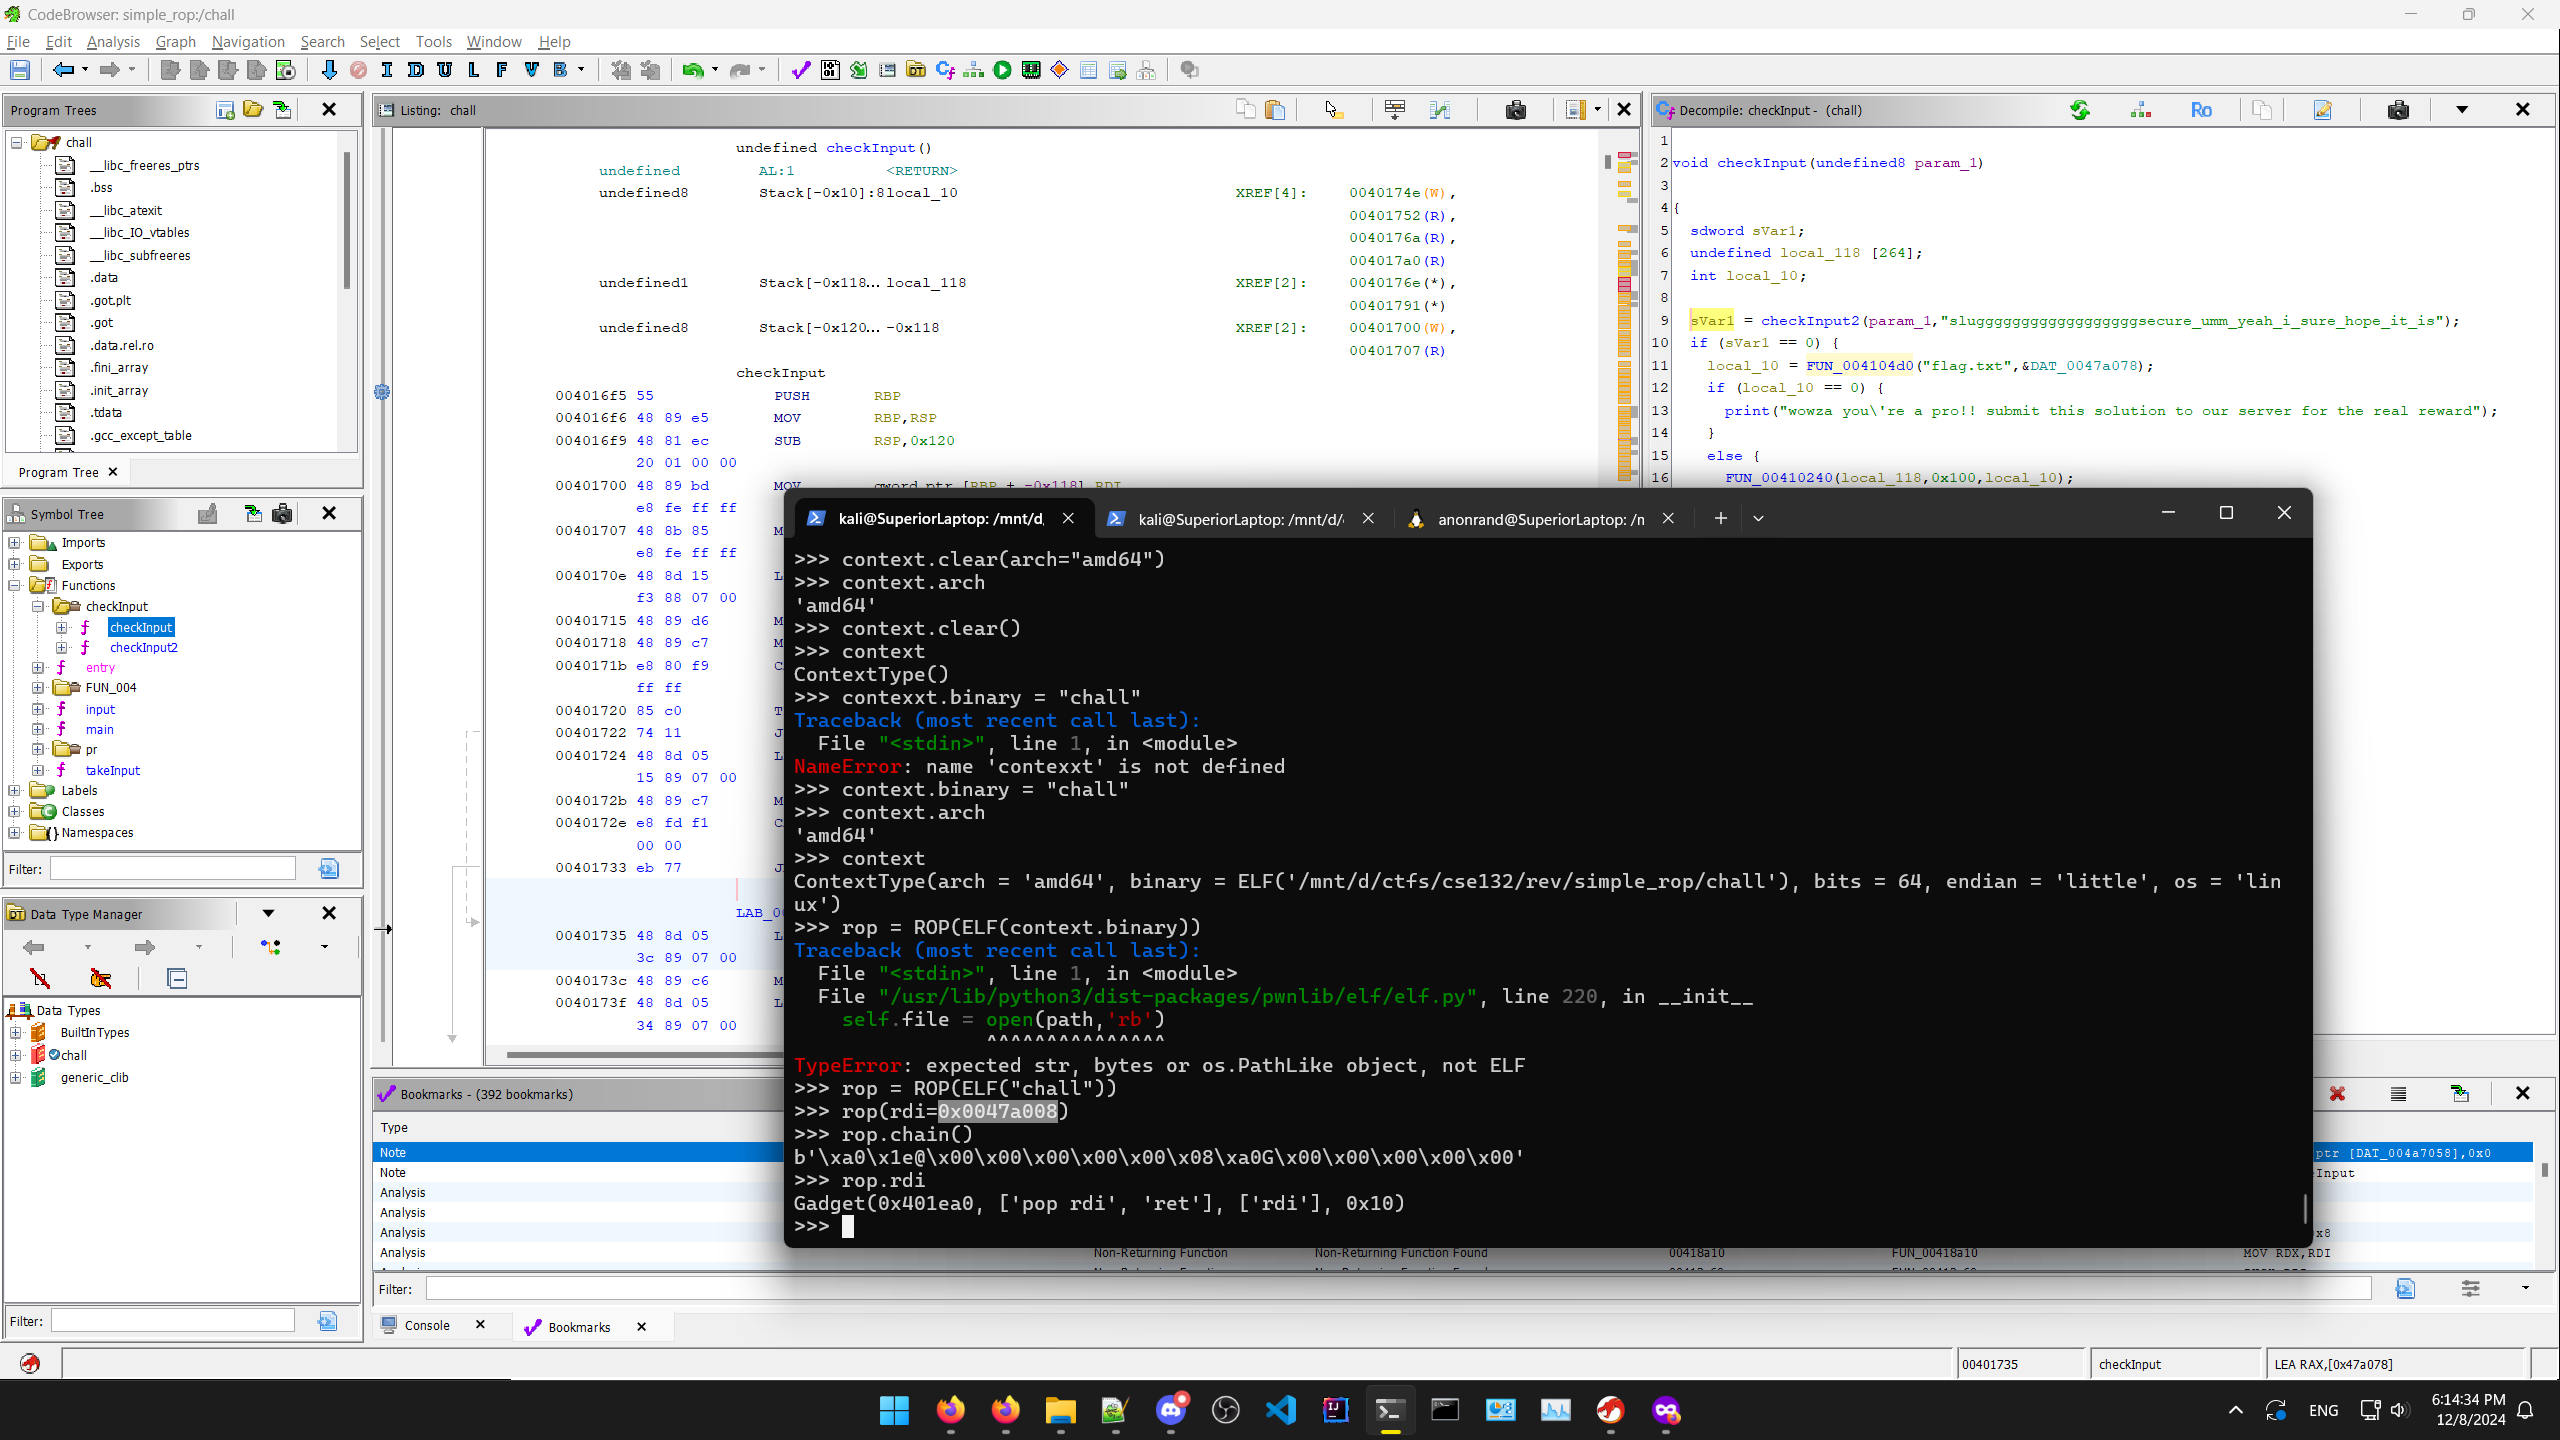 CodeBrowser: simple_rop:/chall
File Edit Analysis Graph Navigation Search Select Tools Window Help
Program Trees
chall
__libc_freeres_ptrs
.bss
__libc_atexit
__libc_IO_vtables
__libc_subfreeres
.data
.got.plt
.got
.data.rel.ro
.fini_array
.init_array
.tdata
.gcc_except_table
Program Tree
Symbol Tree
Imports
Exports
Functions
checkInput
checkInput
checkInput2
entry
FUN_004
input
main
pr
takeInput
Labels
Classes
Namespaces
Filter:
Data Type Manager
Data Types
BuiltInTypes
chall
generic_clib
Filter:
Listing: chall
undefined checkInput()
undefined AL:1 <RETURN>
undefined8 Stack[-0x10]:8 local_10 XREF[4]: 0040174e(W),
00401752(R),
0040176a(R),
004017a0(R)
undefined1 Stack[-0x118... local_118 XREF[2]: 0040176e(*),
00401791(*)
undefined8 Stack[-0x120... -0x118 XREF[2]: 00401700(W),
00401707(R)
checkInput
004016f5 55 PUSH RBP
004016f6 48 89 e5 MOV RBP,RSP
004016f9 48 81 ec SUB RSP,0x120
20 01 00 00
00401700 48 89 bd MOV qword ptr [RBP + -0x118],RDI
e8 fe ff ff
00401707 48 8b 85 M
e8 fe ff ff
0040170e 48 8d 15 L
f3 88 07 00
00401715 48 89 d6 M
00401718 48 89 c7 M
0040171b e8 80 f9 C
ff ff
00401720 85 c0 T
00401722 74 11 J
00401724 48 8d 05 L
15 89 07 00
0040172b 48 89 c7 M
0040172e e8 fd f1 C
00 00
00401733 eb 77 J
LAB_0
00401735 48 8d 05 L
3c 89 07 00
0040173c 48 89 c6 M
0040173f 48 8d 05 L
34 89 07 00
Decompile: checkInput - (chall)
1
2 void checkInput(undefined8 param_1)
3
4 {
5 sdword sVar1;
6 undefined local_118 [264];
7 int local_10;
8
9 sVar1 = checkInput2(param_1,"sluggggggggggggggggggsecure_umm_yeah_i_sure_hope_it_is");
10 if (sVar1 == 0) {
11 local_10 = FUN_004104d0("flag.txt",&DAT_0047a078);
12 if (local_10 == 0) {
13 print("wowza you\'re a pro!! submit this solution to our server for the real reward");
14 }
15 else {
16 FUN_00410240(local_118,0x100,local_10);
kali@SuperiorLaptop: /mnt/d, kali@SuperiorLaptop: /mnt/d/ anonrand@SuperiorLaptop: /n
>>> context.clear(arch="amd64")
>>> context.arch
'amd64'
>>> context.clear()
>>> context
ContextType()
>>> contexxt.binary = "chall"
Traceback (most recent call last):
File "<stdin>", line 1, in <module>
NameError: name 'contexxt' is not defined
>>> context.binary = "chall"
>>> context.arch
'amd64'
>>> context
ContextType(arch = 'amd64', binary = ELF('/mnt/d/ctfs/cse132/rev/simple_rop/chall'), bits = 64, endian = 'little', os = 'lin
ux')
>>> rop = ROP(ELF(context.binary))
Traceback (most recent call last):
File "<stdin>", line 1, in <module>
File "/usr/lib/python3/dist-packages/pwnlib/elf/elf.py", line 220, in __init__
self.file = open(path,'rb')
^^^^^^^^^^^^^^^
TypeError: expected str, bytes or os.PathLike object, not ELF
>>> rop = ROP(ELF("chall"))
>>> rop(rdi=0x0047a008)
>>> rop.chain()
b'\xa0\x1e@\x00\x00\x00\x00\x00\x08\xa0G\x00\x00\x00\x00\x00'
>>> rop.rdi
Gadget(0x401ea0, ['pop rdi', 'ret'], ['rdi'], 0x10)
>>>
Bookmarks - (392 bookmarks)
Type
Note ptr [DAT_004a7058],0x0
Note Input
Analysis
Analysis
Analysis x8
Analysis Non-Returning Function Non-Returning Function Found 00418a10 FUN_00418a10 MOV RDX,RDI
Filter:
Console Bookmarks
00401735 checkInput LEA RAX,[0x47a078]
ENG
6:14:34 PM
12/8/2024